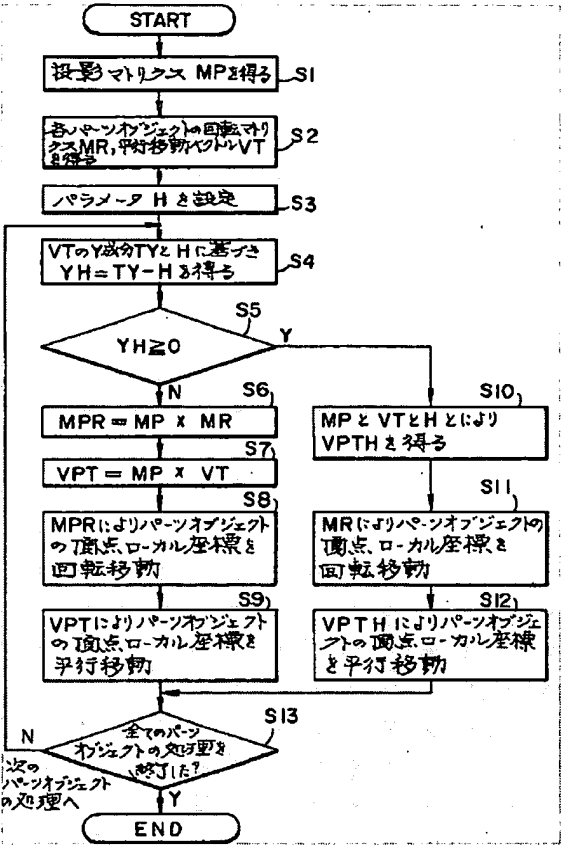 START
投影マトリクス MPを得る
S1
各パーツオブジェクトの回転マトリ
クスMR,平行移動ベクトルVT
を得る
S2
パラメータ H を設定
S3
VTのY成分TYとHに基づき
YH=TY-Hを得る
S4
S5
YH≧0
Y
N
S6
MPR = MP x MR
S7
VPT = MP x VT
S8
MPRによりパーツオブジェクト
の頂点ローカル座標を
回転移動
S9
VPTによりパーツオブジェクト
の頂点ローカル座標を
平行移動
S10
MPとVTとHとにより
VPTHを得る
S11
MRによりパーツオブジェクトの
頂点ローカル座標を
回転移動
S12
VPTHによりパーツオブジェ
クトの頂点ローカル座標
を平行移動
S13
全てのパーツ
オブジェクトの処理を
終了した?
N
次の
パーツオブジェクト
の処理へ
Y
END